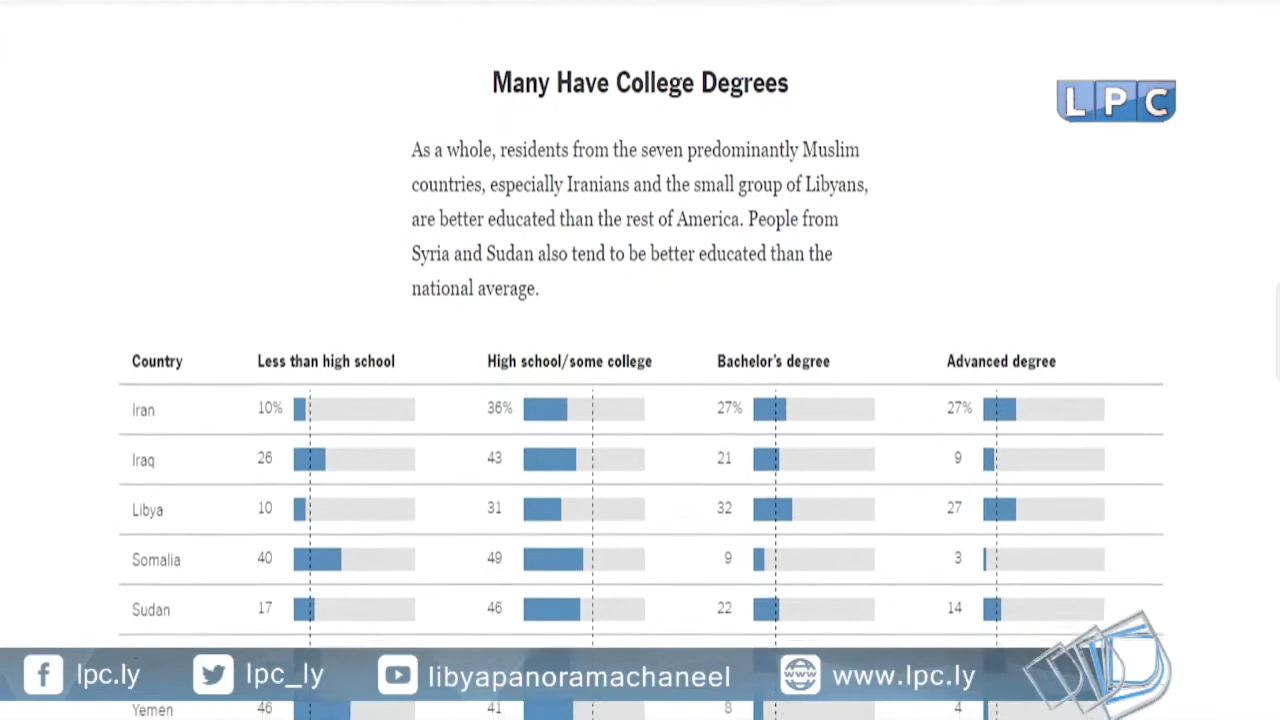 Many Have College Degrees
LPC
As a whole, residents from the seven predominantly Muslim
countries, especially Iranians and the small group of Libyans,
are better educated than the rest of America. People from
Syria and Sudan also tend to be better educated than the
national average.
Country Less than high school High school/some college Bachelor's degree Advanced degree
Iran 10% 36% 27% 27%
Iraq 26 43 21 9
Libya 10 31 32 27
Somalia 40 49 9 3
Sudan 17 46 22 14
lpc.ly lpc_ly libyapanoramachaneel www www.lpc.ly
Yemen 46 41 8 4